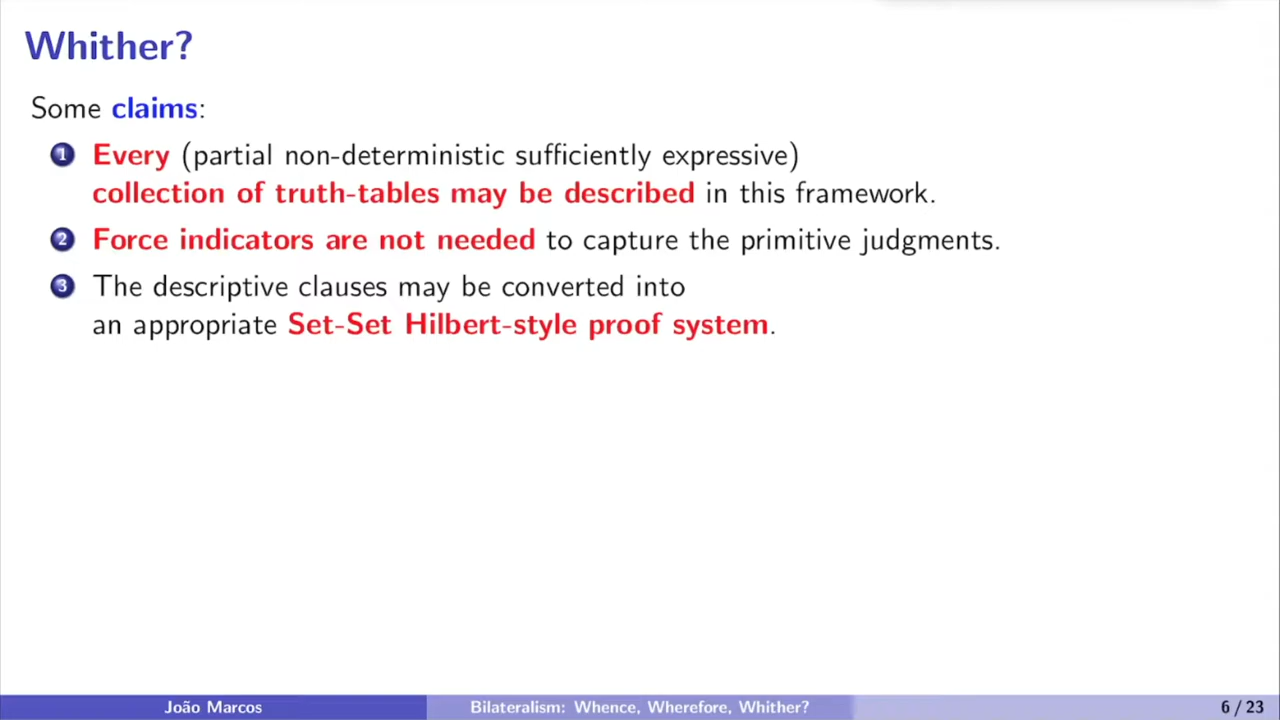 Whither?
Some claims:
1 Every (partial non-deterministic sufficiently expressive)
collection of truth-tables may be described in this framework.
2 Force indicators are not needed to capture the primitive judgments.
3 The descriptive clauses may be converted into
an appropriate Set-Set Hilbert-style proof system.
João Marcos Bilateralism: Whence, Wherefore, Whither? 6 / 23